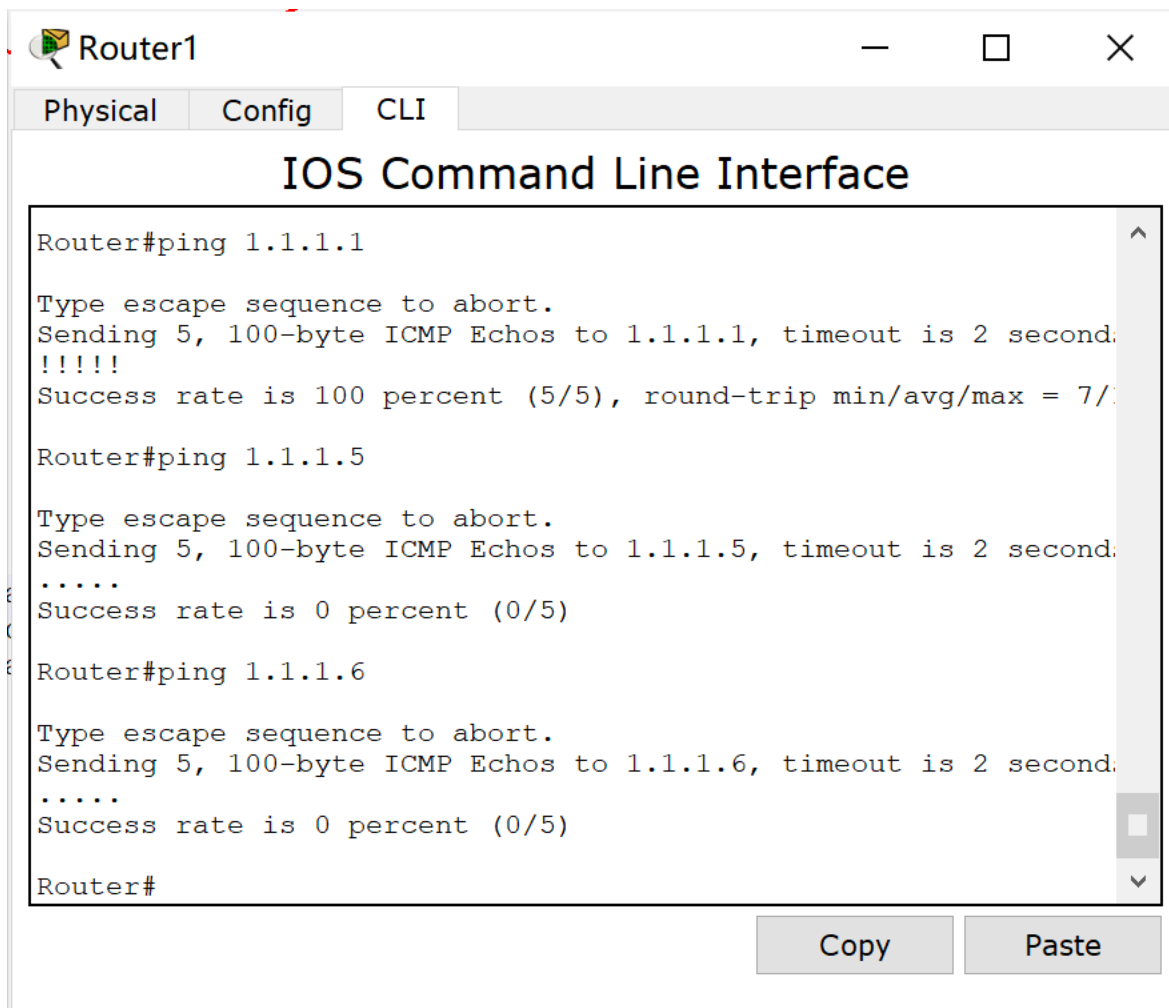 Router1
Physical Config CLI
IOS Command Line Interface
Router#ping 1.1.1.1
Type escape sequence to abort.
Sending 5, 100-byte ICMP Echos to 1.1.1.1, timeout is 2 second
!!!!!
Success rate is 100 percent (5/5), round-trip min/avg/max = 7/
Router#ping 1.1.1.5
Type escape sequence to abort.
Sending 5, 100-byte ICMP Echos to 1.1.1.5, timeout is 2 second
.....
Success rate is 0 percent (0/5)
Router#ping 1.1.1.6
Type escape sequence to abort.
Sending 5, 100-byte ICMP Echos to 1.1.1.6, timeout is 2 second
.....
Success rate is 0 percent (0/5)
Router#
Copy Paste